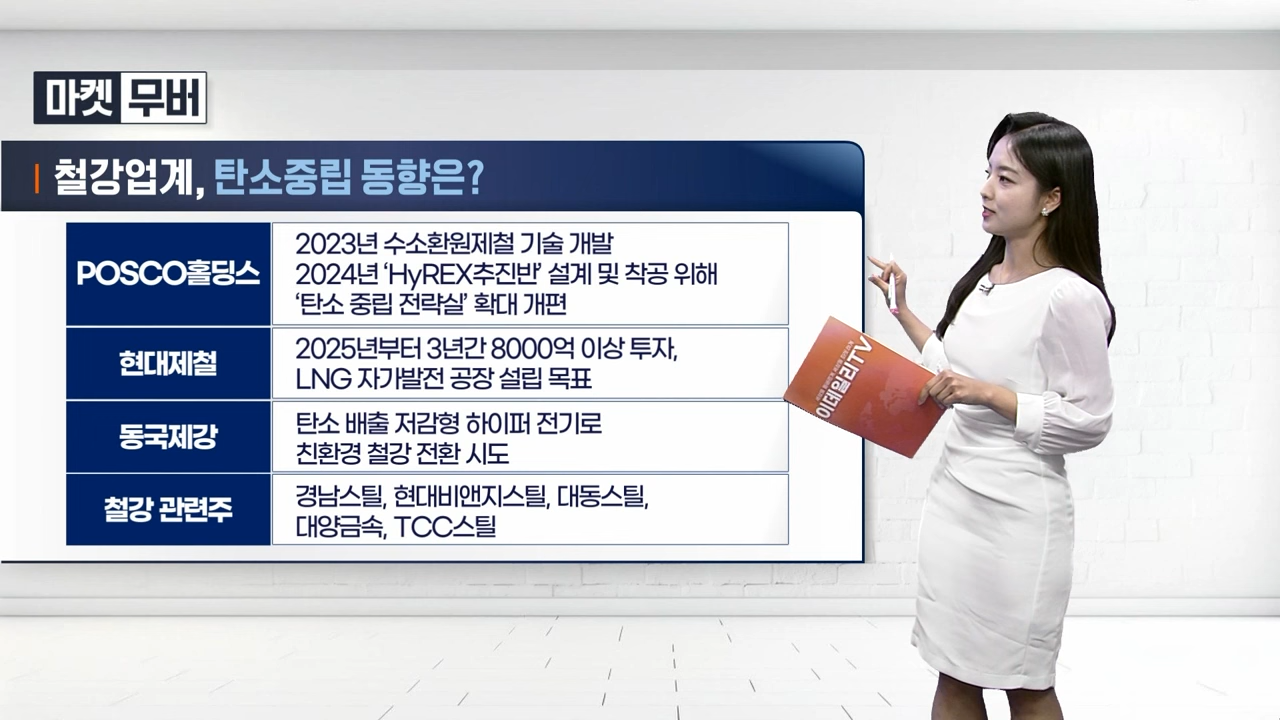 마켓 무버
철강업계, 탄소중립 동향은?
POSCO홀딩스
2023년 수소환원제철 기술 개발
2024년 ‘HyREX추진반’ 설계 및 착공 위해
‘탄소 중립 전략실’ 확대 개편
현대제철
2025년부터 3년간 8000억 이상 투자,
LNG 자가발전 공장 설립 목표
동국제강
탄소 배출 저감형 하이퍼 전기로
친환경 철강 전환 시도
철강 관련주
경남스틸, 현대비앤지스틸, 대동스틸,
대양금속, TCC스틸
이데일리TV